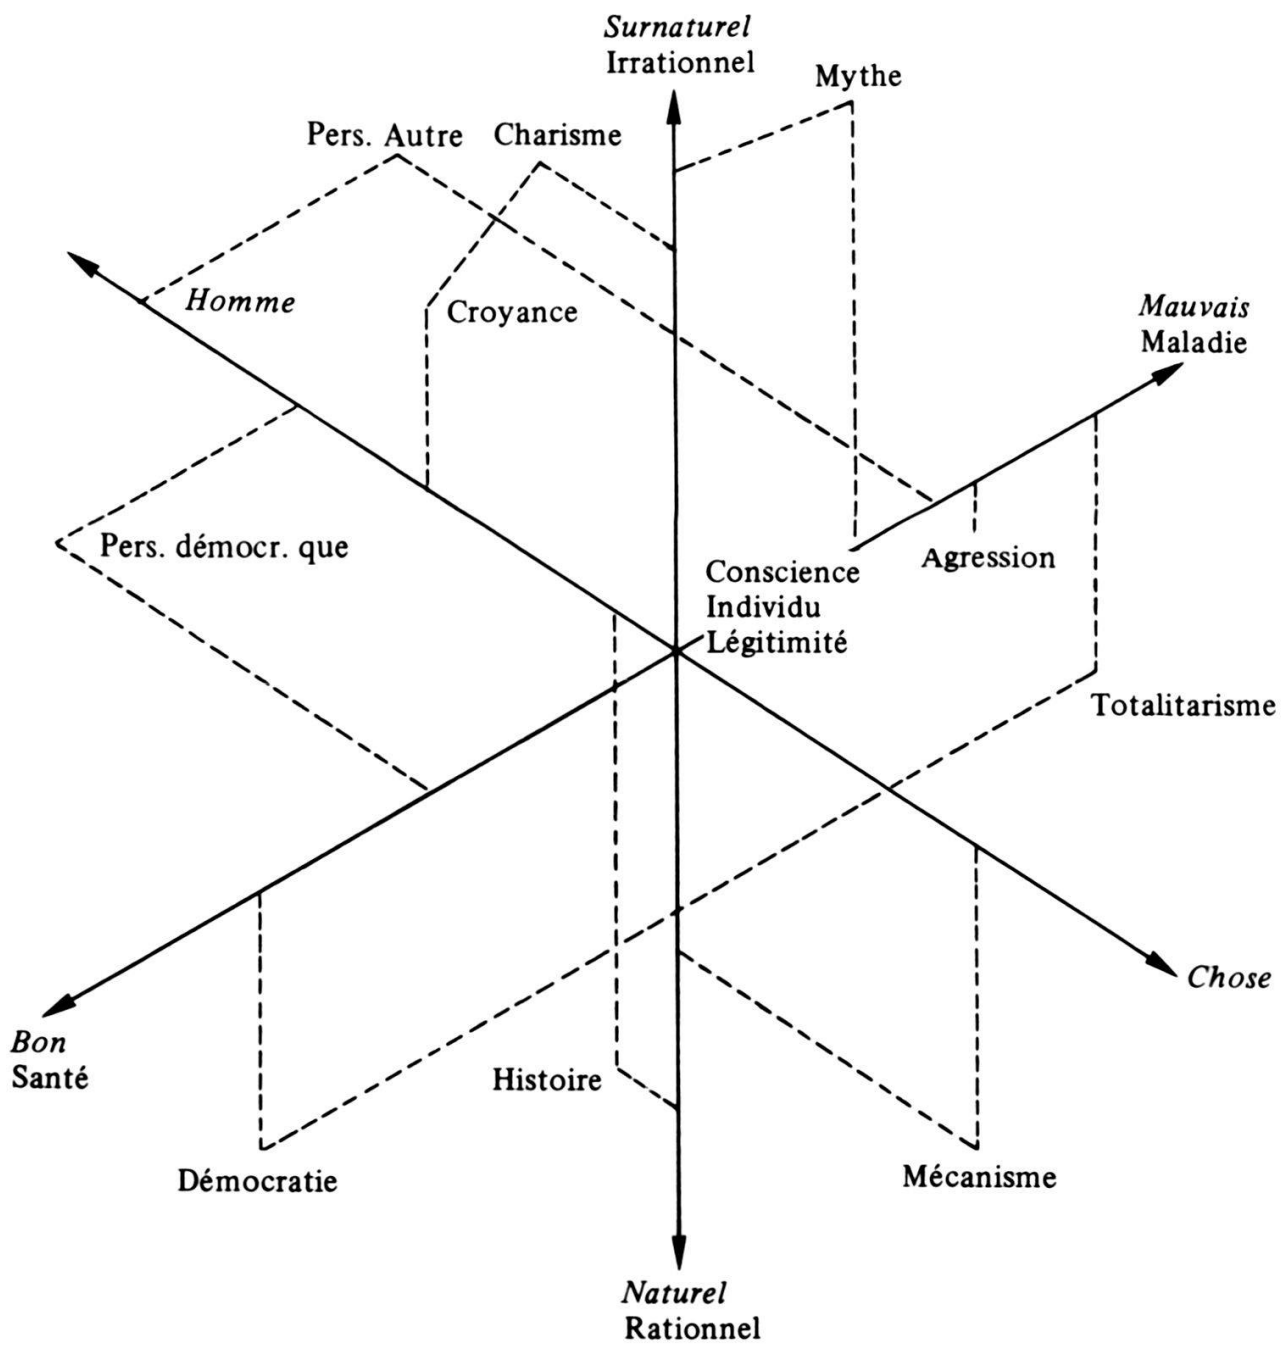 Surnaturel
Irrationnel
Mythe
Pers. Autre
Charisme
Homme
Croyance
Mauvais
Maladie
Pers. démocr. que
Agression
Conscience
Individu
Légitimité
Totalitarisme
Chose
Bon
Santé
Histoire
Démocratie
Mécanisme
Naturel
Rationnel